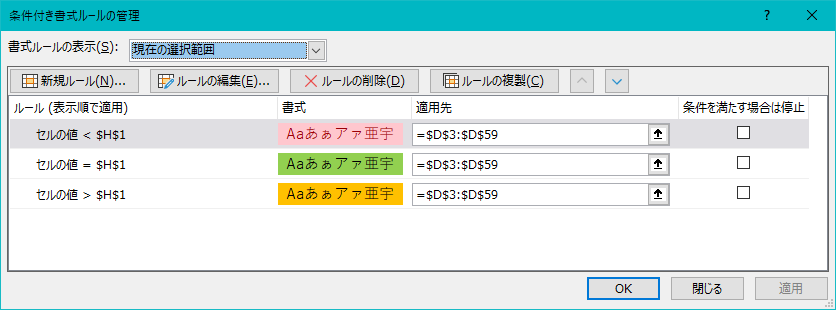 条件付き書式ルールの管理
書式ルールの表示(S): 現在の選択範囲
新規ルール(N)... ルールの編集(E)... ルールの削除(D) ルールの複製(C)
ルール (表示順で適用) 書式 適用先 条件を満たす場合は停止
セルの値 < $H$1 Aaあぁアァ亜宇 =$D$3:$D$59
セルの値 = $H$1 Aaあぁアァ亜宇 =$D$3:$D$59
セルの値 > $H$1 Aaあぁアァ亜宇 =$D$3:$D$59
OK 閉じる 適用